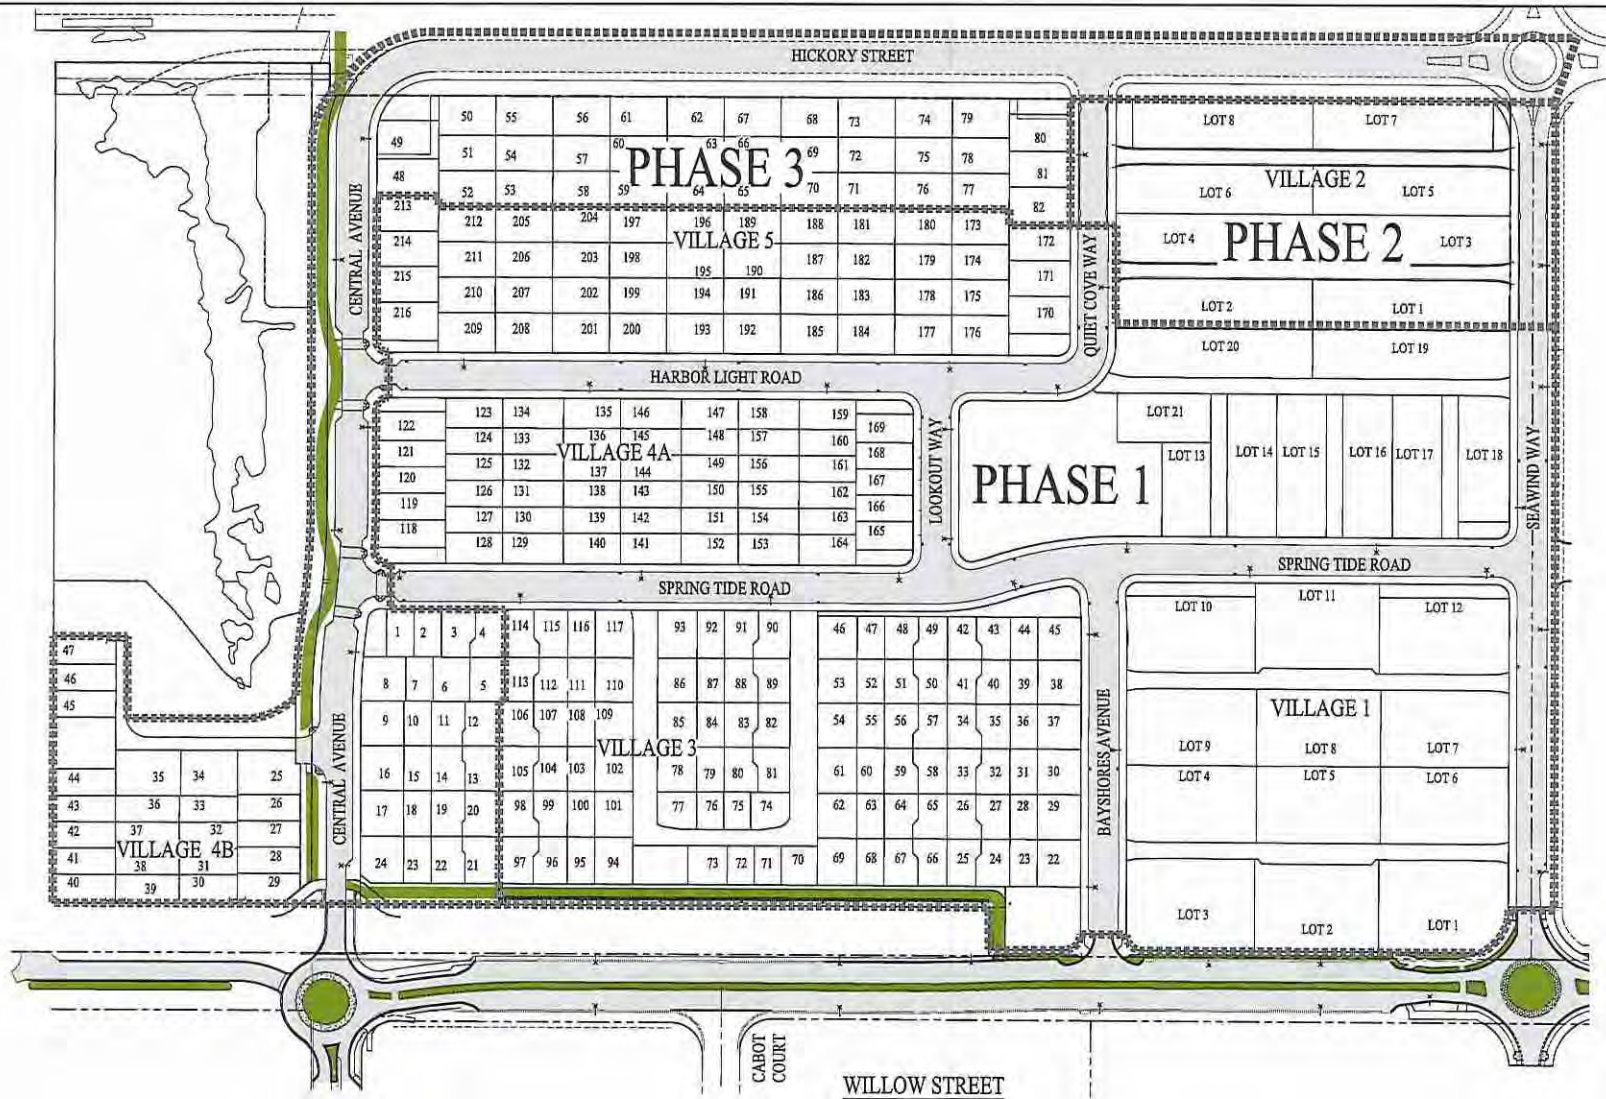 HICKORY STREET
50 55 56 61 62 67 68 73 74 79
LOT 8 LOT 7
49 60 63 66 80
51 54 57 PHASE 3 69 72 75 78
48 81
52 53 58 59 64 65 70 71 76 77
LOT 6 VILLAGE 2 LOT 5
213 82
212 205 204 197 196 189 188 181 180 173
214 VILLAGE 5 172
LOT 4 PHASE 2 LOT 3
211 206 203 198 195 190 187 182 179 174
215 171
210 207 202 199 194 191 186 183 178 175
216 170
LOT 2 LOT 1
209 208 201 200 193 192 185 184 177 176
CENTRAL AVENUE
QUIET COVE WAY
LOT 20 LOT 19
HARBOR LIGHT ROAD
123 134 135 146 147 158 159
122 169
LOT 21
124 133 136 145 148 157 160
121 VILLAGE 4A 168
125 132 137 144 149 156 161
120 167
LOT 13 LOT 14 LOT 15 LOT 16 LOT 17 LOT 18
126 131 138 143 150 155 162
119 166
PHASE 1
127 130 139 142 151 154 163
118 165
128 129 140 141 152 153 164
LOOKOUT WAY
SEAWIND WAY
SPRING TIDE ROAD
SPRING TIDE ROAD
LOT 10 LOT 11 LOT 12
1 2 3 4 114 115 116 117 93 92 91 90 46 47 48 49 42 43 44 45
47
46
45
8 7 6 5 113 112 111 110 86 87 88 89 53 52 51 50 41 40 39 38
9 10 11 12 106 107 108 109 85 84 83 82 54 55 56 57 34 35 36 37
VILLAGE 3
VILLAGE 1
CENTRAL AVENUE
BAYSHORES AVENUE
LOT 9 LOT 8 LOT 7
16 15 14 13 105 104 103 102 78 79 80 81 61 60 59 58 33 32 31 30
LOT 4 LOT 5 LOT 6
44 35 34 25
17 18 19 20 98 99 100 101 77 76 75 74 62 63 64 65 26 27 28 29
43 36 33 26
42 37 32 27
VILLAGE 4B
41 38 31 28
24 23 22 21 97 96 95 94 73 72 71 70 69 68 67 66 25 24 23 22
40 39 30 29
LOT 3 LOT 2 LOT 1
CABOT
COURT
WILLOW STREET